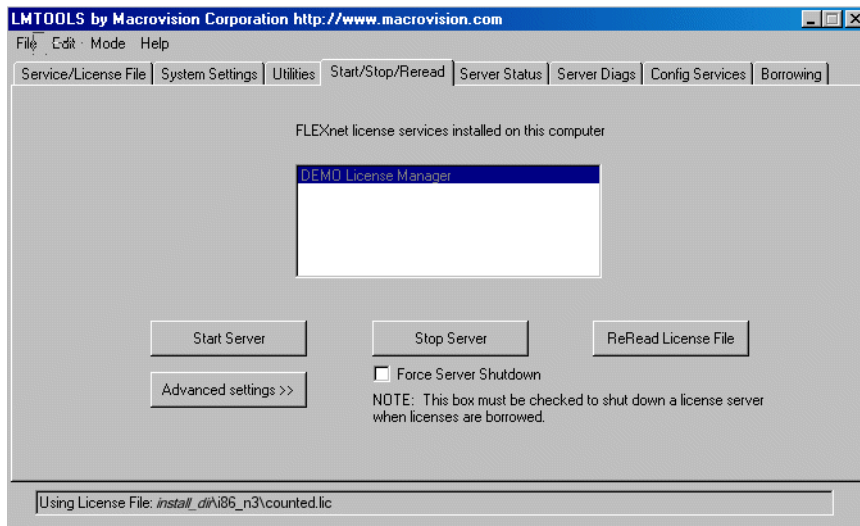 LMTOOLS by Macrovision Corporation http://www.macrovision.com
File Edit Mode Help
Service/License File System Settings Utilities Start/Stop/Reread Server Status Server Diags Config Services Borrowing
FLEXnet license services installed on this computer
DEMO License Manager
Start Server Stop Server ReRead License File
Advanced settings >>
Force Server Shutdown
NOTE: This box must be checked to shut down a license server
when licenses are borrowed.
Using License File: install_dir\i86_n3\counted.lic